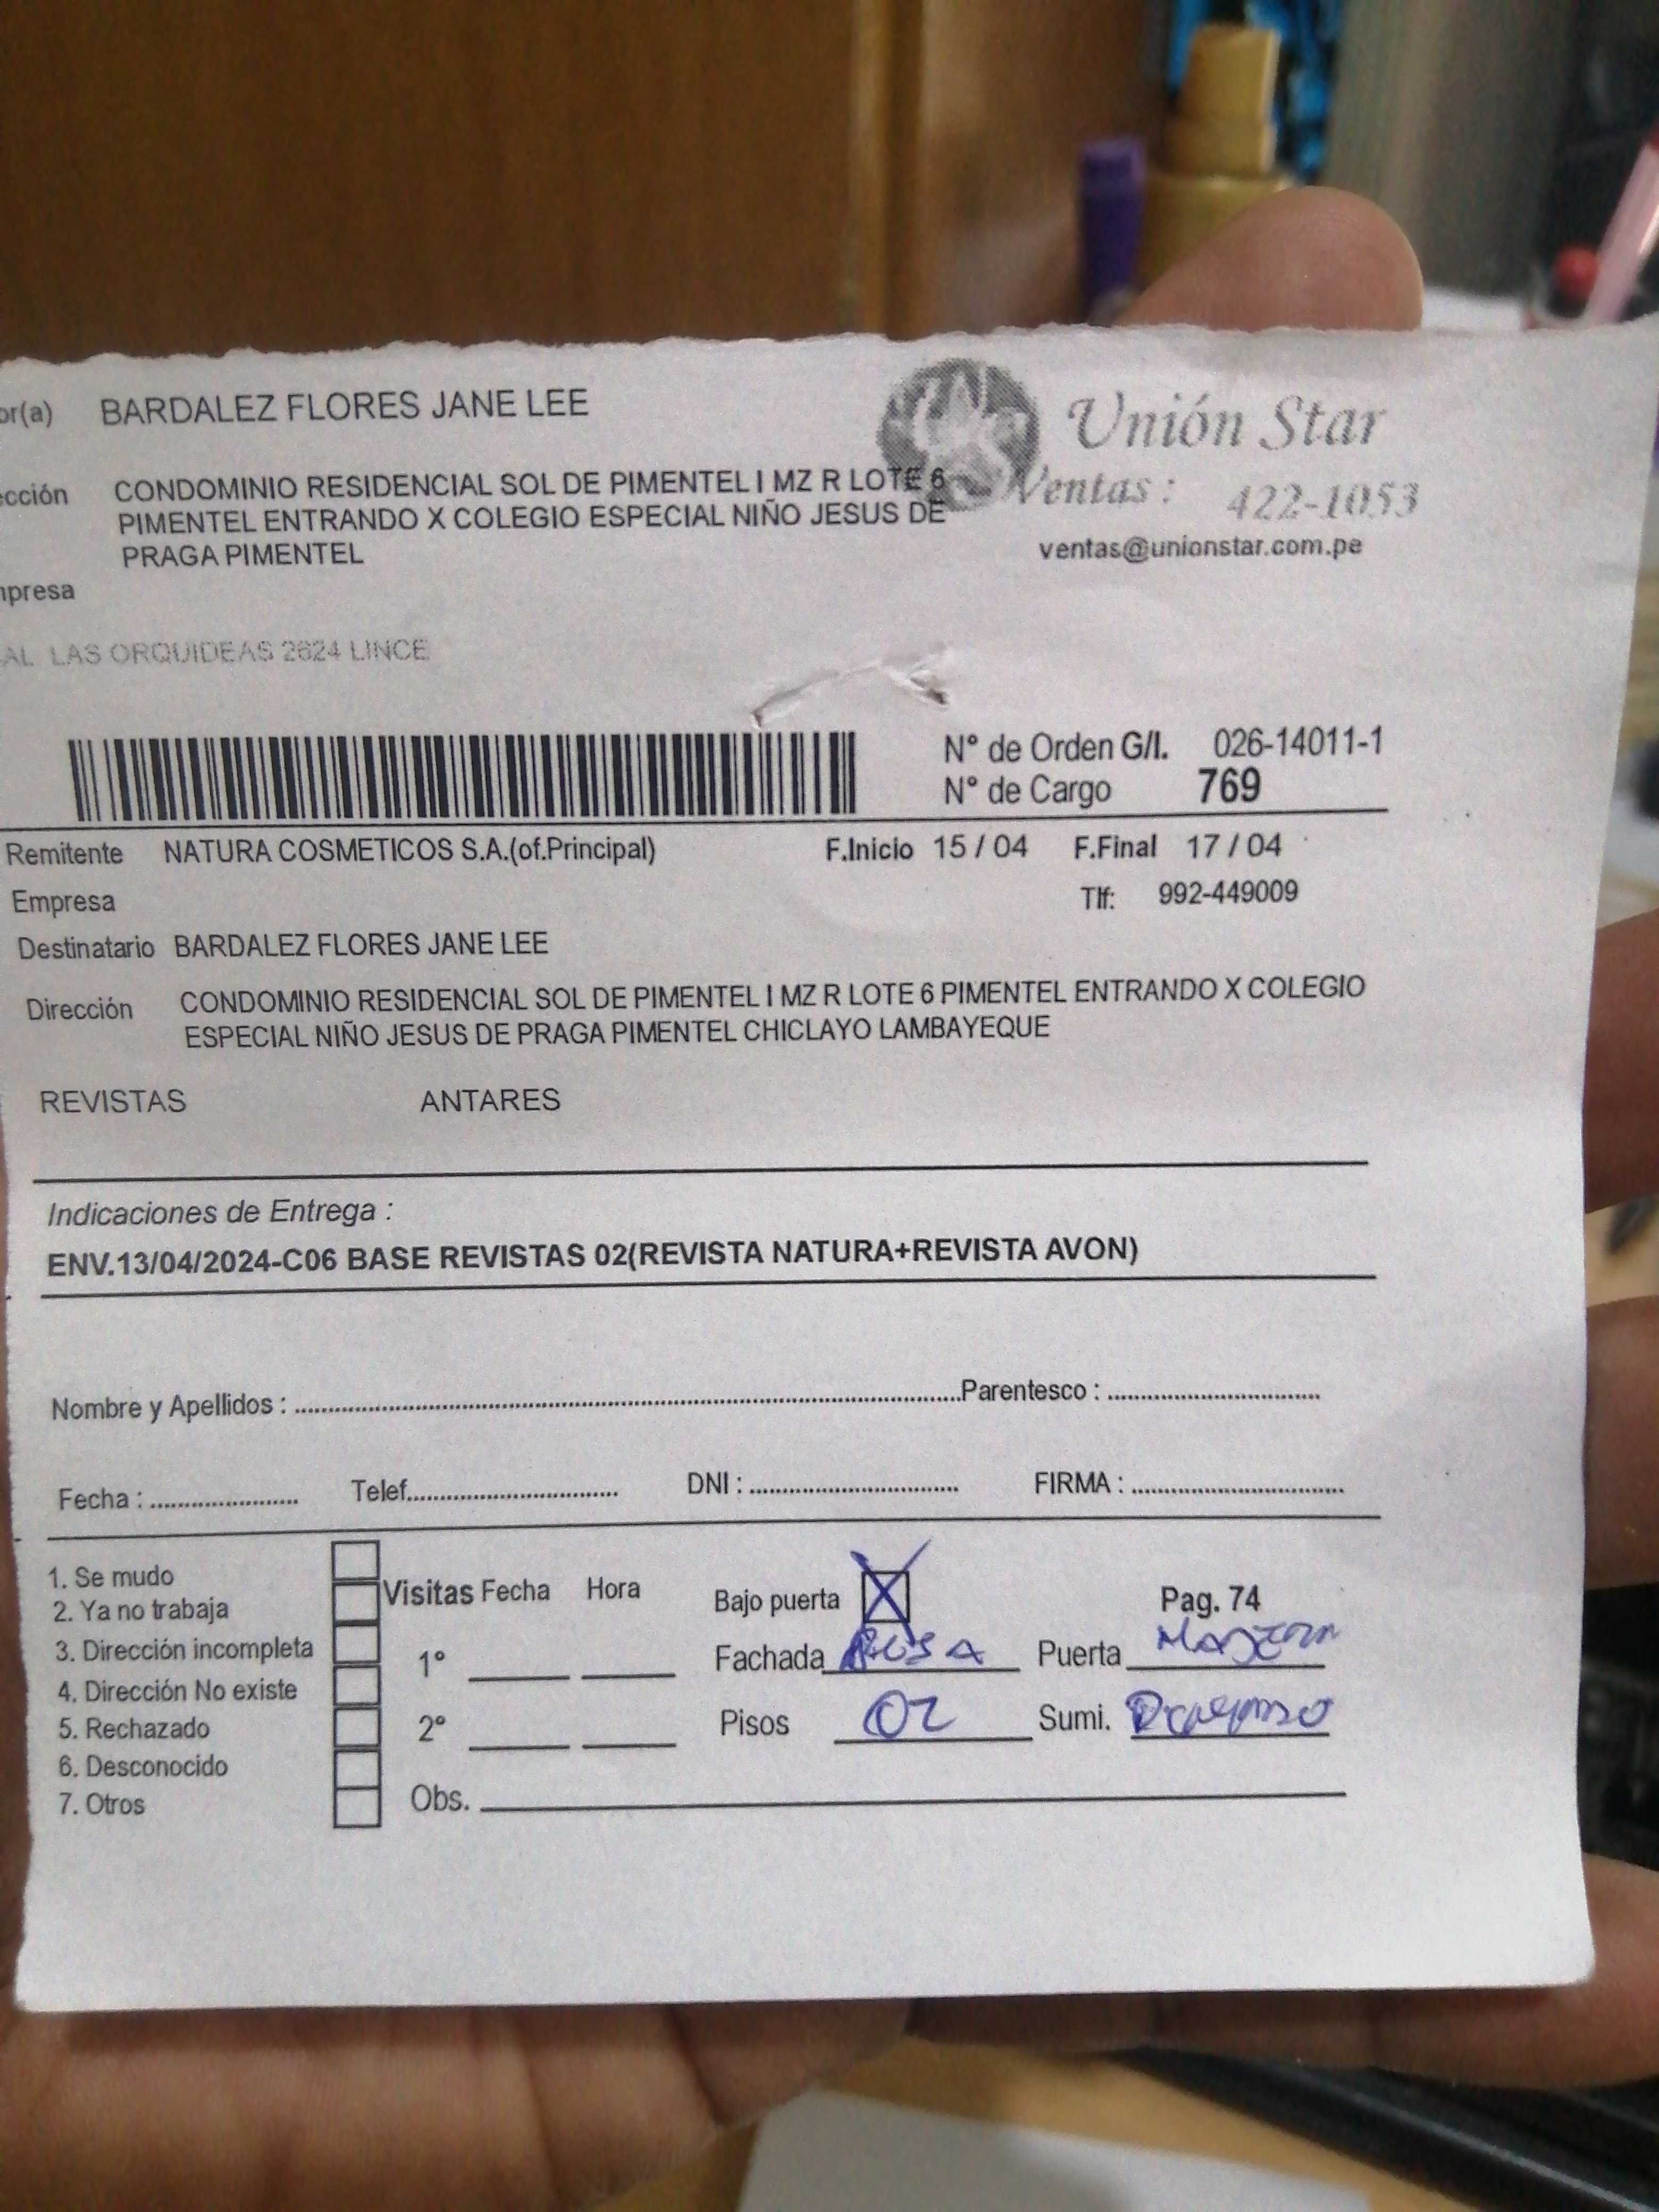 or(a) BARDALEZ FLORES JANE LEE
Unión Star
Ventas : 422-1053
ventas@unionstar.com.pe
ección CONDOMINIO RESIDENCIAL SOL DE PIMENTEL I MZ R LOTE 6
PIMENTEL ENTRANDO X COLEGIO ESPECIAL NIÑO JESUS DE
PRAGA PIMENTEL
mpresa
AL LAS ORQUIDEAS 2624 LINCE
N° de Orden G/I. 026-14011-1
N° de Cargo 769
Remitente NATURA COSMETICOS S.A.(of.Principal) F.Inicio 15 / 04 F.Final 17 / 04
Empresa Tlf: 992-449009
Destinatario BARDALEZ FLORES JANE LEE
Dirección CONDOMINIO RESIDENCIAL SOL DE PIMENTEL I MZ R LOTE 6 PIMENTEL ENTRANDO X COLEGIO
ESPECIAL NIÑO JESUS DE PRAGA PIMENTEL CHICLAYO LAMBAYEQUE
REVISTAS ANTARES
Indicaciones de Entrega :
ENV.13/04/2024-C06 BASE REVISTAS 02(REVISTA NATURA+REVISTA AVON)
Nombre y Apellidos : Parentesco :
Fecha : Telef. DNI : FIRMA :
1. Se mudo
2. Ya no trabaja
3. Dirección incompleta
4. Dirección No existe
5. Rechazado
6. Desconocido
7. Otros
Visitas Fecha Hora
1°
2°
Obs.
Bajo puerta X Pag. 74
Fachada ROSA Puerta
Pisos 02 Sumi.